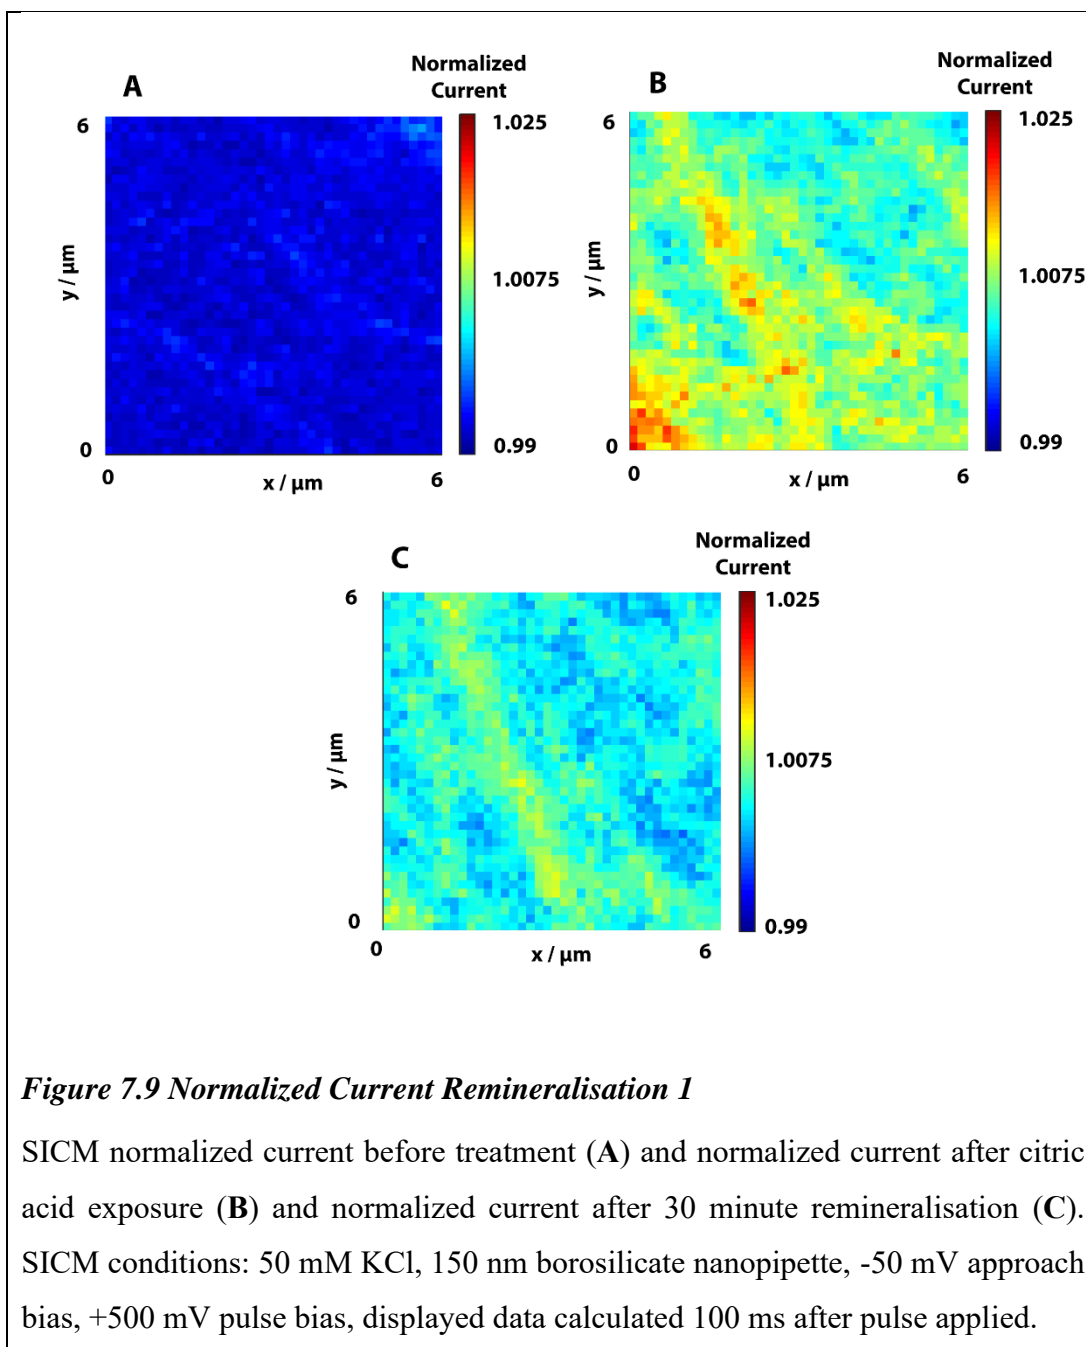 A
Normalized
Current
6
1.025
y / µm
1.0075
0
0.99
0
x / µm
6
B
Normalized
Current
6
1.025
y / µm
1.0075
0
0.99
0
x / µm
6
C
Normalized
Current
6
1.025
y / µm
1.0075
0
0.99
0
x / µm
6
Figure 7.9 Normalized Current Remineralisation 1
SICM normalized current before treatment (A) and normalized current after citric
acid exposure (B) and normalized current after 30 minute remineralisation (C).
SICM conditions: 50 mM KCl, 150 nm borosilicate nanopipette, -50 mV approach
bias, +500 mV pulse bias, displayed data calculated 100 ms after pulse applied.